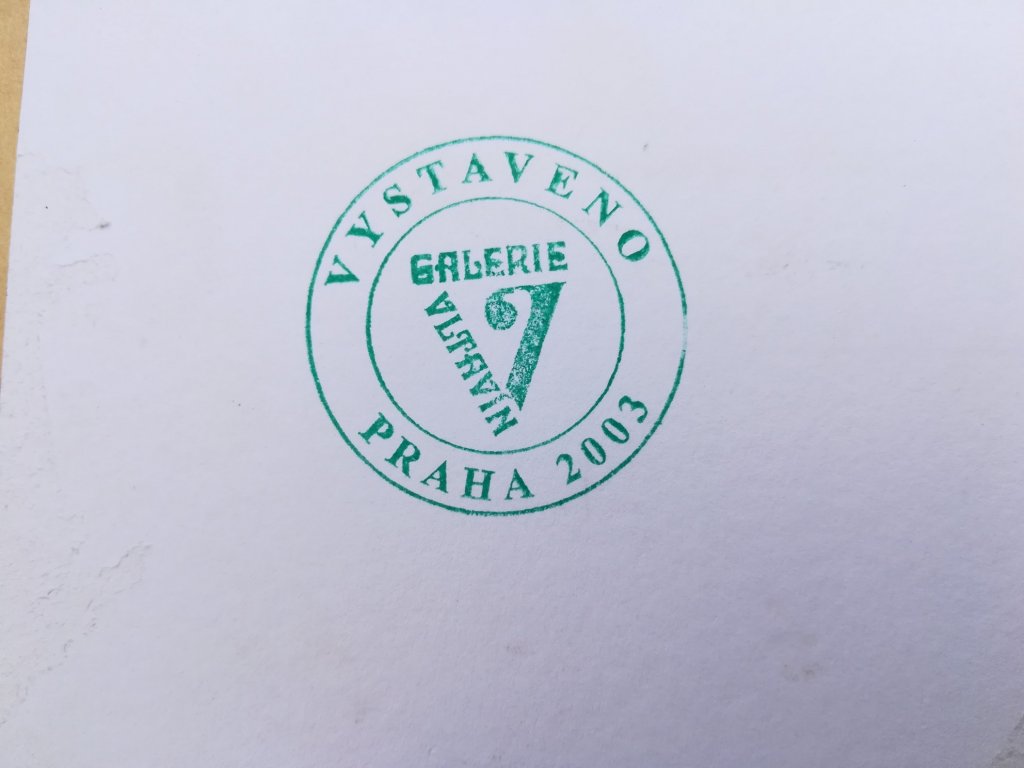 VYSTAVENO
GALERIE
VLTAVÍN
PRAHA 2003